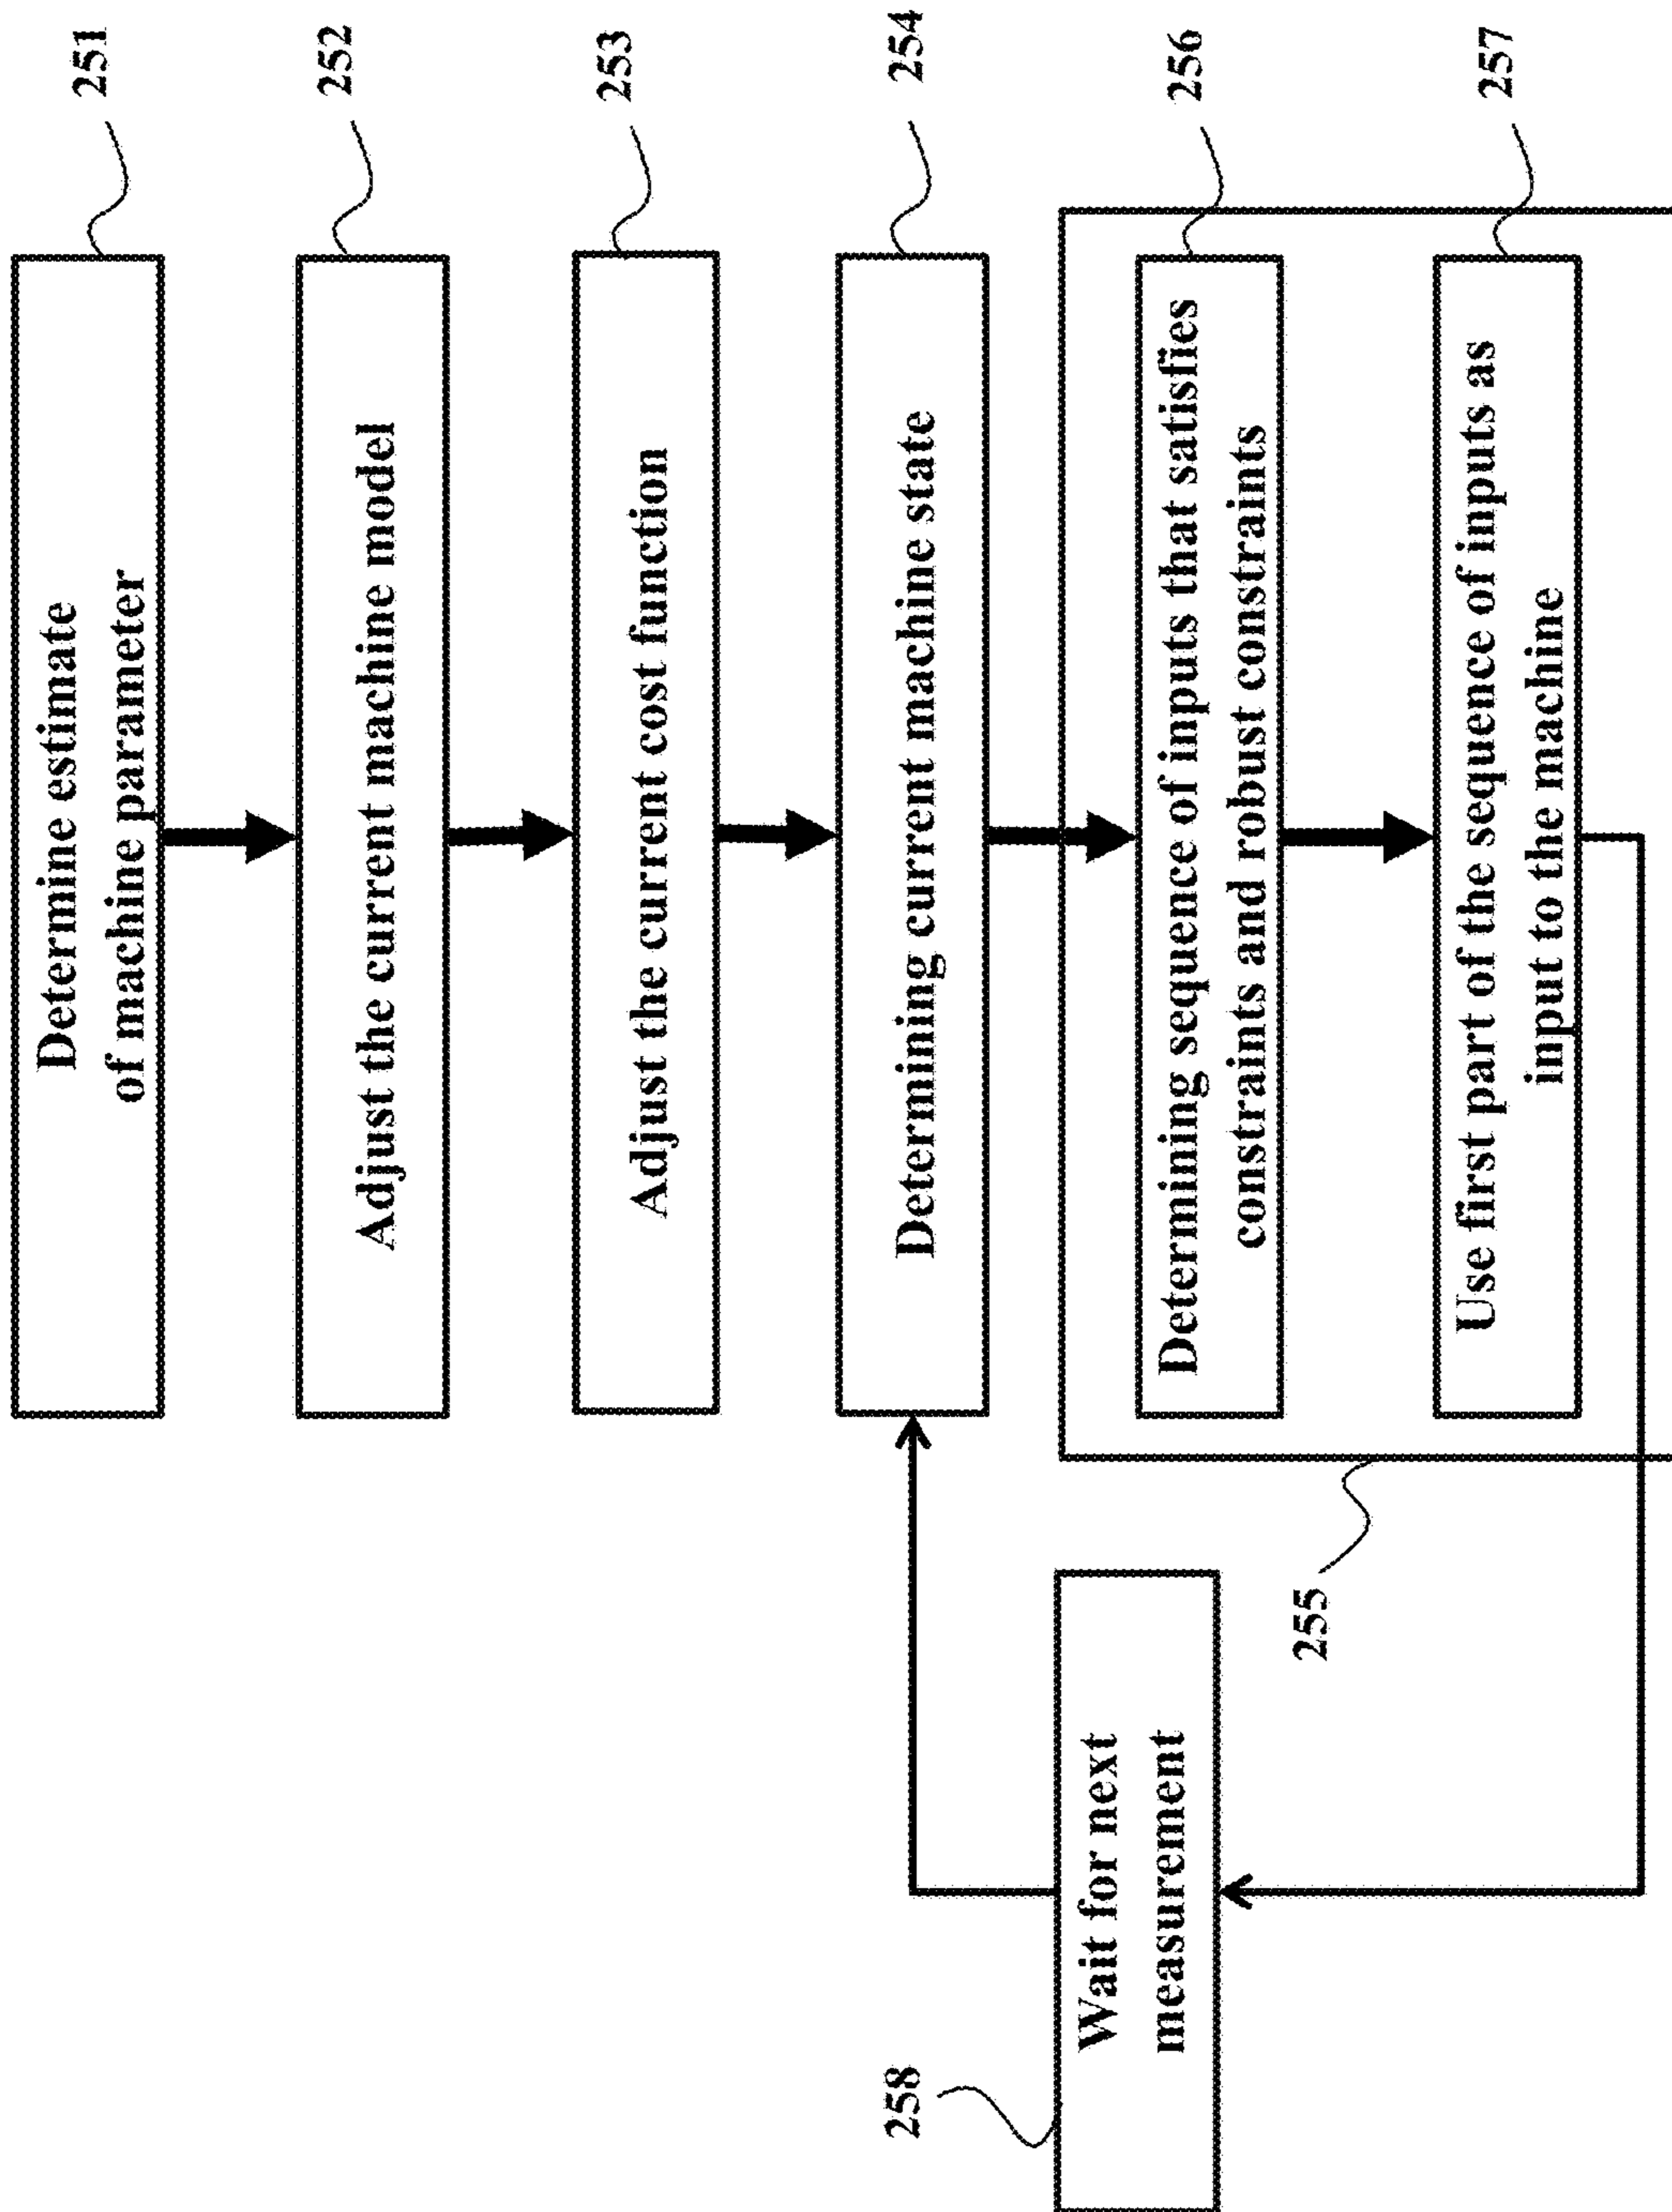 Determine estimate
of machine parameter
251
Adjust the current machine model
252
Adjust the current cost function
253
Determining current machine state
254
Determining sequence of inputs that satisfies
constraints and robust constraints
256
Use first part of the sequence of inputs as
input to the machine
257
255
Wait for next
measurement
258